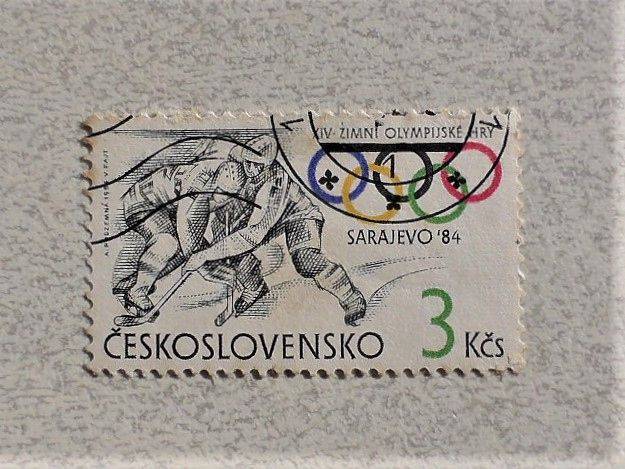 XIV. ZIMNÍ OLYMPIJSKÉ HRY
SARAJEVO '84
ČESKOSLOVENSKO
3 Kčs